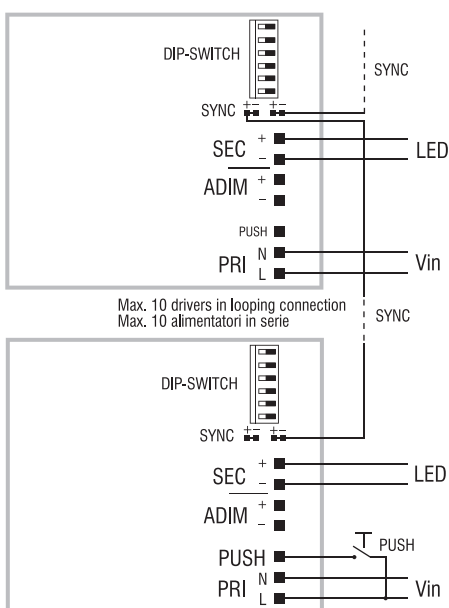 DIP-SWITCH
SYNC
SYNC + - + -
SEC + -
LED
ADIM + -
PUSH
PRI N L
Vin
Max. 10 drivers in looping connection
Max. 10 alimentatori in serie
SYNC
DIP-SWITCH
SYNC + - + -
SEC + -
LED
ADIM + -
PUSH
PUSH
PRI N L
Vin